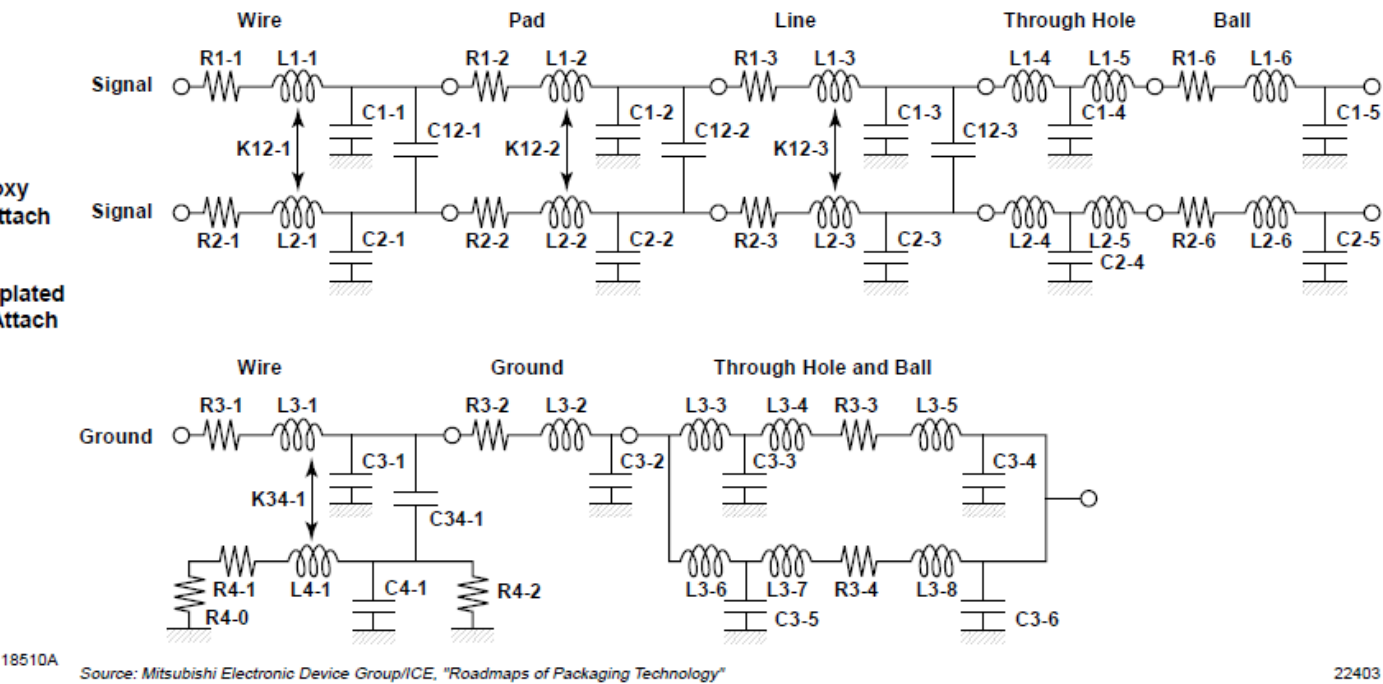 Wire Pad Line Through Hole Ball
R1-1 L1-1 R1-2 L1-2 R1-3 L1-3 L1-4 L1-5 R1-6 L1-6
Signal
C1-1 C1-2 C1-3 C1-4 C1-5
C12-1 C12-2 C12-3
K12-1 K12-2 K12-3
oxy
ttach
Signal
R2-1 L2-1 C2-1 R2-2 L2-2 C2-2 R2-3 L2-3 C2-3 L2-4 L2-5 R2-6 L2-6 C2-5
C2-4
plated
Attach
Wire Ground Through Hole and Ball
R3-1 L3-1 R3-2 L3-2 L3-3 L3-4 R3-3 L3-5
Ground
C3-1 C3-2 C3-3 C3-4
K34-1
C34-1
R4-1 L4-1 C4-1 R4-2 L3-6 L3-7 R3-4 L3-8
R4-0 C3-5 C3-6
18510A
Source: Mitsubishi Electronic Device Group/ICE, "Roadmaps of Packaging Technology"
22403